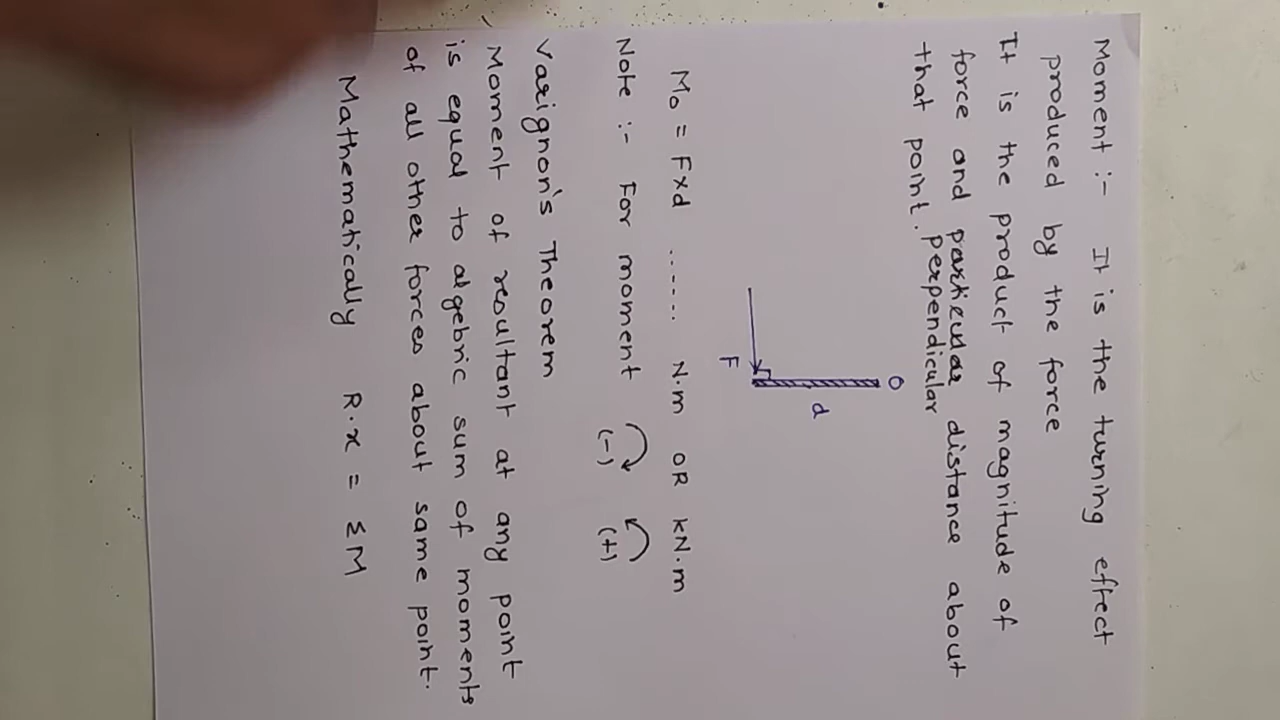 Moment :- It is the turning effect
produced by the force
It is the product of magnitude of
force and particular distance about
that point. perpendicular
O
d
F
Mo = F×d ...... N.m OR kN.m
Note :- For moment (-) (+)
Varignon's Theorem
Moment of resultant at any point
is equal to algebric sum of moments
of all other forces about same point.
Mathematically R.x = ΣM